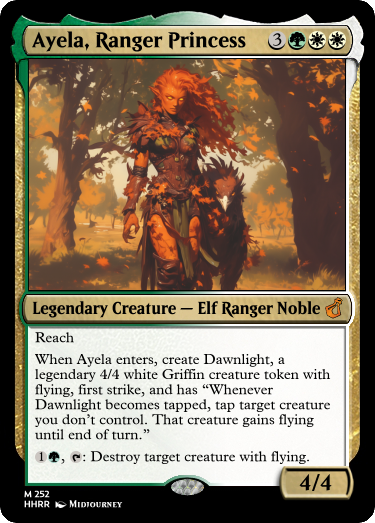 Ayela, Ranger Princess 3
Legendary Creature — Elf Ranger Noble
Reach
When Ayela enters, create Dawnlight, a
legendary 4/4 white Griffin creature token with
flying, first strike, and has “Whenever
Dawnlight becomes tapped, tap target creature
you don’t control. That creature gains flying
until end of turn.”
1, : Destroy target creature with flying.
4/4
M 252
HHRR MIDJOURNEY